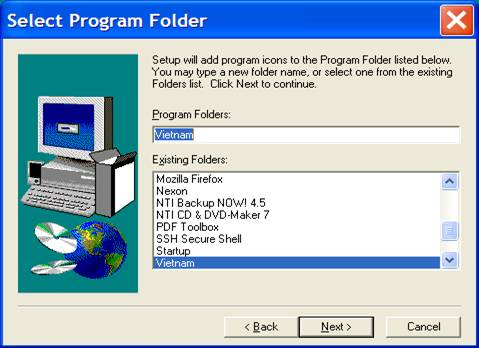 Select Program Folder
Setup will add program icons to the Program Folder listed below.
You may type a new folder name, or select one from the existing
Folders list. Click Next to continue.
Program Folders:
Vietnam
Existing Folders:
Mozilla Firefox
Nexon
NTI Backup NOW! 4.5
NTI CD & DVD-Maker 7
PDF Toolbox
SSH Secure Shell
Startup
Vietnam
< Back
Next >
Cancel